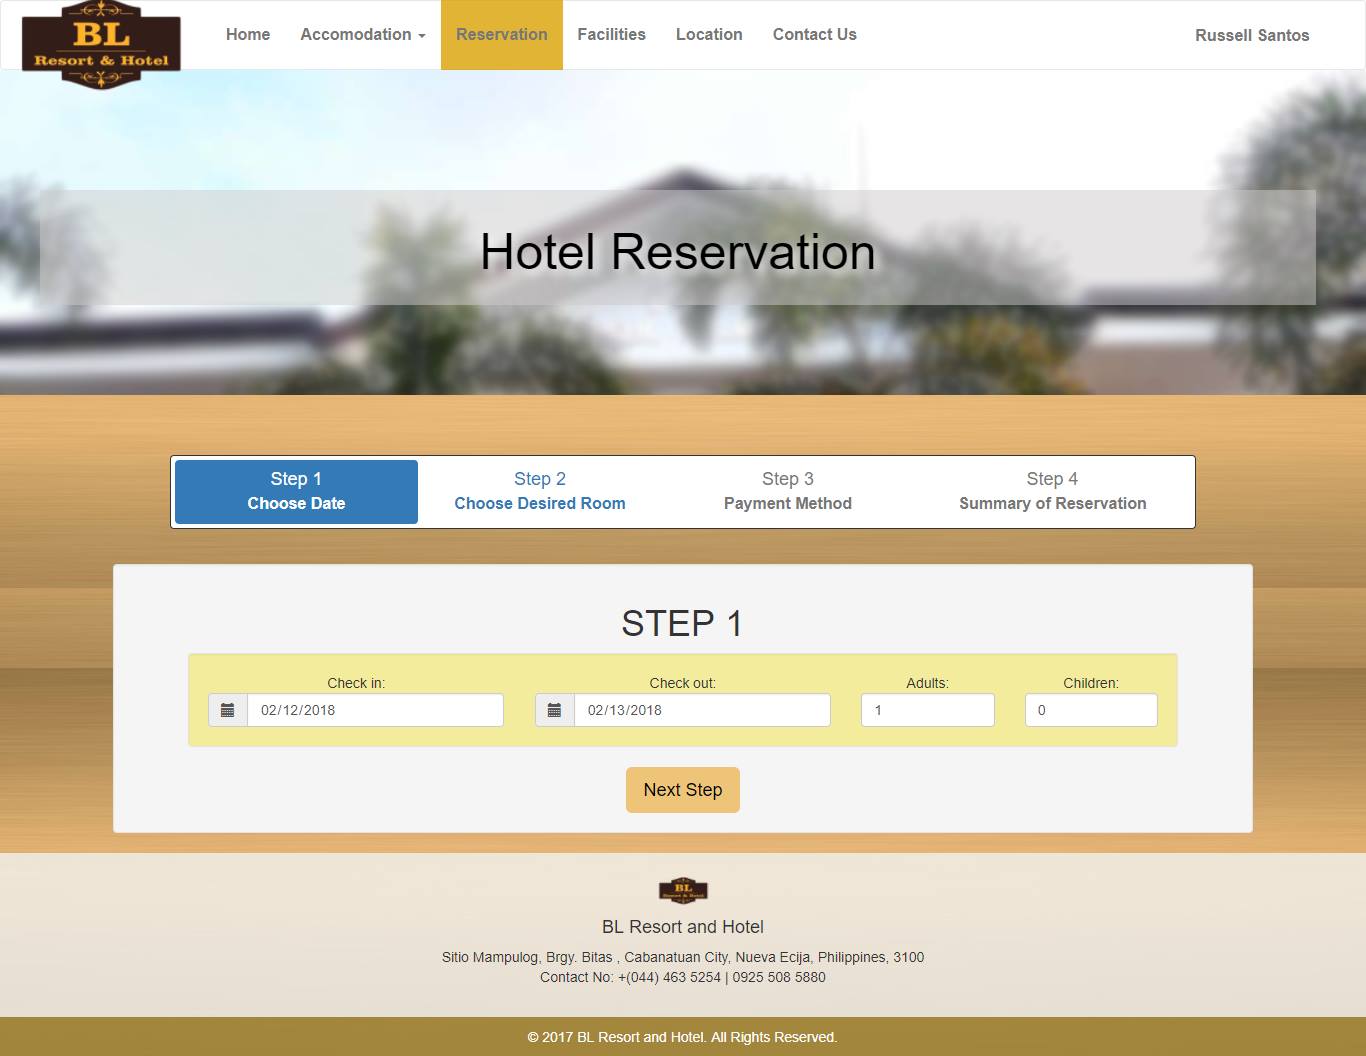 BL
Resort & Hotel
Home Accomodation Reservation Facilities Location Contact Us Russell Santos
Hotel Reservation
Step 1 Step 2 Step 3 Step 4
Choose Date Choose Desired Room Payment Method Summary of Reservation
STEP 1
Check in: Check out: Adults: Children:
02/12/2018 02/13/2018 1 0
Next Step
BL
Resort & Hotel
BL Resort and Hotel
Sitio Mampulog, Brgy. Bitas , Cabanatuan City, Nueva Ecija, Philippines, 3100
Contact No: +(044) 463 5254 | 0925 508 5880
© 2017 BL Resort and Hotel. All Rights Reserved.